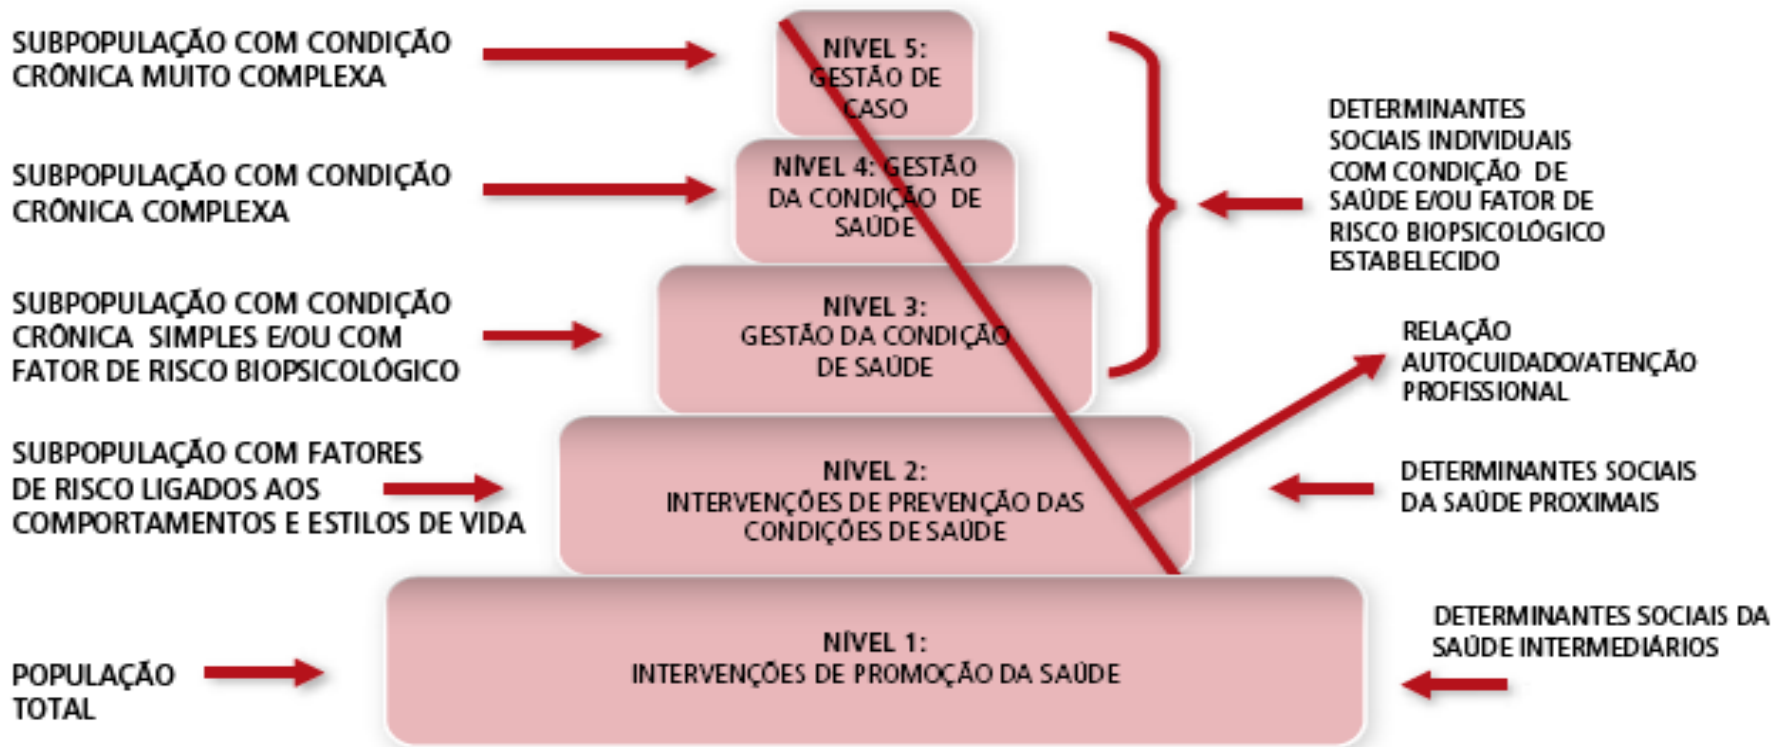 SUBPOPULAÇÃO COM CONDIÇÃO
CRÔNICA MUITO COMPLEXA
NÍVEL 5:
GESTÃO DE
CASO
DETERMINANTES
SOCIAIS INDIVIDUAIS
COM CONDIÇÃO DE
SAÚDE E/OU FATOR DE
RISCO BIOPSICOLÓGICO
ESTABELECIDO
SUBPOPULAÇÃO COM CONDIÇÃO
CRÔNICA COMPLEXA
NÍVEL 4: GESTÃO
DA CONDIÇÃO DE
SAÚDE
SUBPOPULAÇÃO COM CONDIÇÃO
CRÔNICA SIMPLES E/OU COM
FATOR DE RISCO BIOPSICOLÓGICO
NÍVEL 3:
GESTÃO DA CONDIÇÃO
DE SAÚDE
RELAÇÃO
AUTOCUIDADO/ATENÇÃO
PROFISSIONAL
SUBPOPULAÇÃO COM FATORES
DE RISCO LIGADOS AOS
COMPORTAMENTOS E ESTILOS DE VIDA
NÍVEL 2:
INTERVENÇÕES DE PREVENÇÃO DAS
CONDIÇÕES DE SAÚDE
DETERMINANTES SOCIAIS
DA SAÚDE PROXIMAIS
POPULAÇÃO
TOTAL
NÍVEL 1:
INTERVENÇÕES DE PROMOÇÃO DA SAÚDE
DETERMINANTES SOCIAIS DA
SAÚDE INTERMEDIÁRIOS